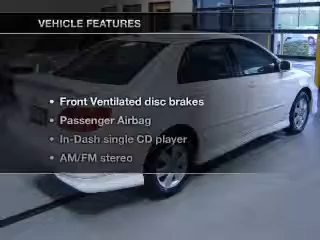 VEHICLE FEATURES
• Front Ventilated disc brakes
• Passenger Airbag
• In-Dash single CD player
• AM/FM stereo